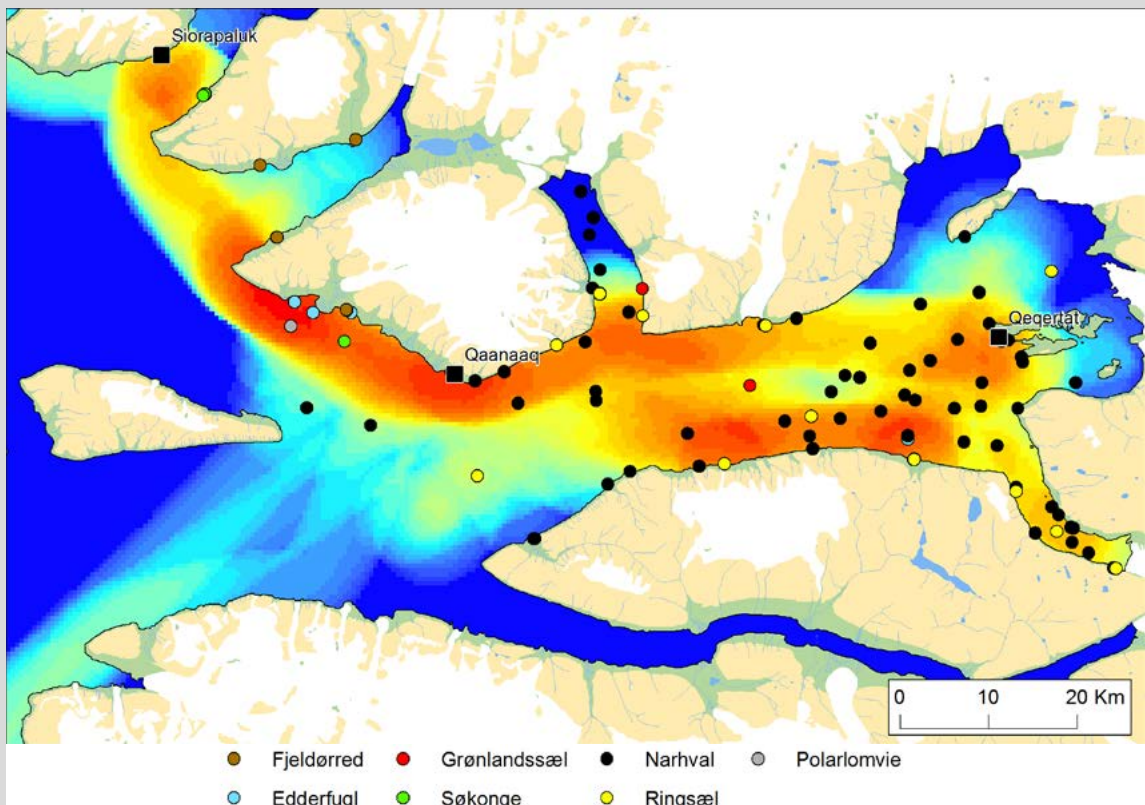 Siorapaluk
Qeqertat
Qaanaaq
0 10 20 Km
Fjeldørred Grønlandssæl Narhval Polarlomvie
Edderfugl Søkonge Ringsæl